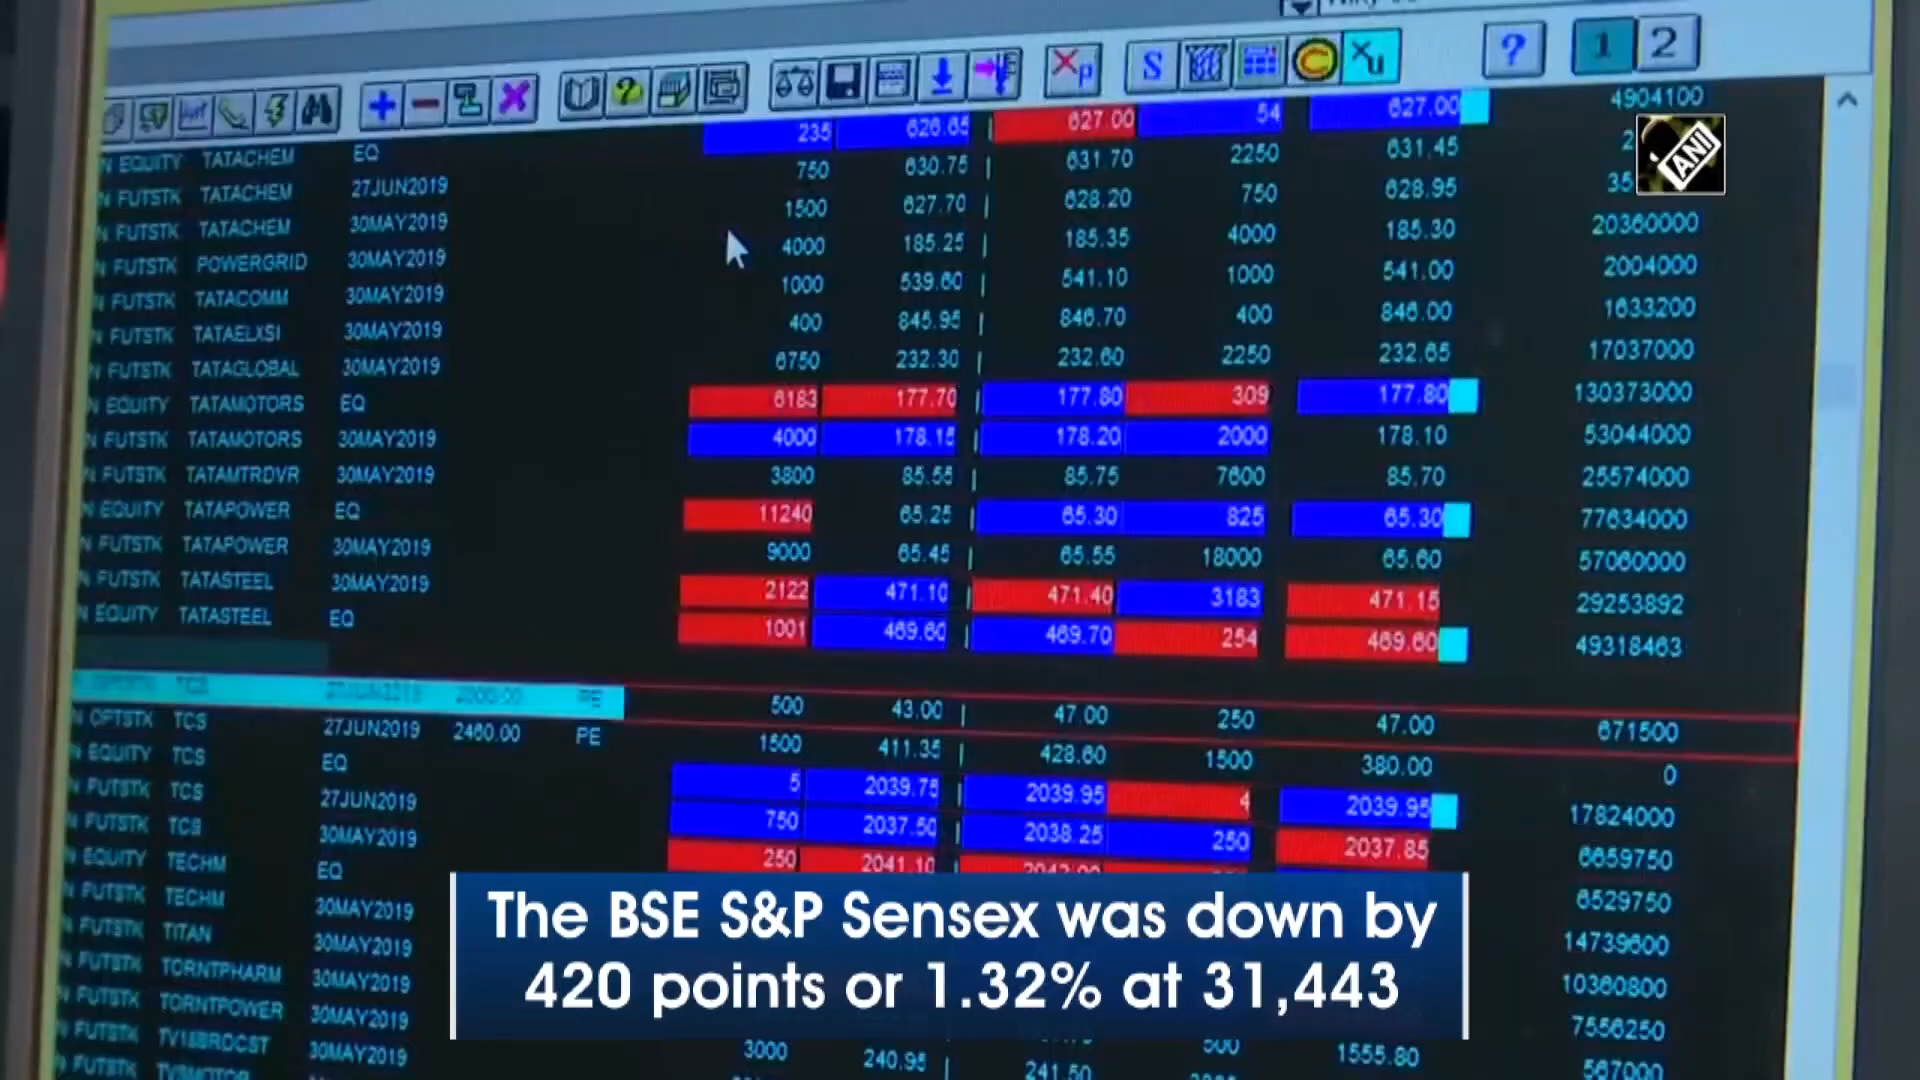 ? 1 2
S C Xu
Xp
235 626.65 627.00 54 627.00 4904100
N EQUITY TATACHEM EQ 750 630.75 631.70 2250 631.45
N FUTSTK TATACHEM 27JUN2019 1500 627.70 628.20 750 628.95
ANI
N FUTSTK TATACHEM 30MAY2019 4000 185.25 185.35 4000 185.30 20360000
N FUTSTK POWERGRID 30MAY2019 1000 539.60 541.10 1000 541.00 2004000
N FUTSTK TATACOMM 30MAY2019 400 845.95 846.70 400 846.00 1633200
N FUTSTK TATAELXSI 30MAY2019 6750 232.30 232.60 2250 232.65 17037000
N FUTSTK TATAGLOBAL 30MAY2019
N EQUITY TATAMOTORS EQ 6183 177.70 177.80 309 177.80 130373000
N FUTSTK TATAMOTORS 30MAY2019 4000 178.15 178.20 2000 178.10 53044000
N FUTSTK TATAMTRDVR 30MAY2019 3800 85.55 85.75 7600 85.70 25574000
N EQUITY TATAPOWER EQ 11240 65.25 65.30 825 65.30 77634000
N FUTSTK TATAPOWER 30MAY2019 9000 65.45 65.55 18000 65.60 57060000
N FUTSTK TATASTEEL 30MAY2019 2122 471.10 471.40 3183 471.15 29253892
N EQUITY TATASTEEL EQ 1001 469.60 469.70 254 469.60 49318463
TCS 27JUN2019 PE 500 43.00 47.00 250 47.00 671500
N OPTSTK TCS 27JUN2019 2460.00 PE 1500 411.35 428.60 1500 380.00 0
N EQUITY TCS EQ 5 2039.75 2039.95 4 2039.95 17824000
N FUTSTK TCS 27JUN2019 750 2037.50 2038.25 250 2037.85 6659750
N FUTSTK TCS 30MAY2019 250 2041.10 6529750
N EQUITY TECHM EQ 14739600
N FUTSTK TECHM 30MAY2019 10360800
N FUTSTK TITAN 30MAY2019 7556250
N FUTSTK TORNTPHARM 30MAY2019
N FUTSTK TORNTPOWER 30MAY2019
N FUTSTK TV18BRDCST 30MAY2019 3000 240.95 241.50 500 1555.80 567000
The BSE S&P Sensex was down by
420 points or 1.32% at 31,443